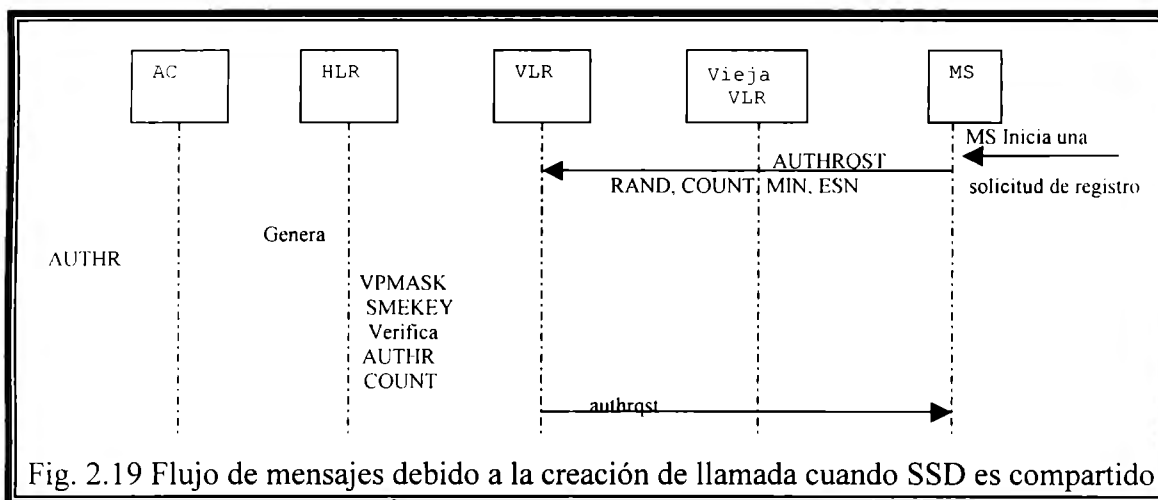 AC
HLR
VLR
Vieja
VLR
MS
MS Inicia una
AUTHRQST
RAND, COUNT, MIN, ESN
solicitud de registro
Genera
AUTHR
VPMASK
SMEKEY
Verifica
AUTHR
COUNT
authrqst
Fig. 2.19 Flujo de mensajes debido a la creación de llamada cuando SSD es compartido